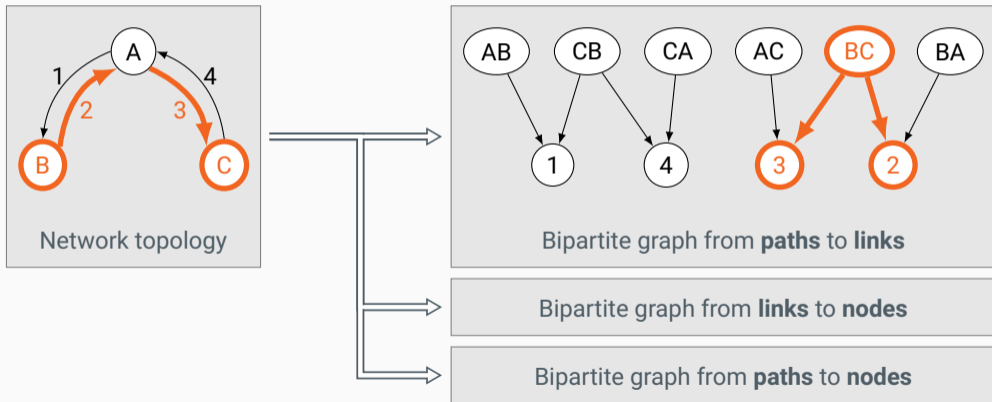 A
1
4
2
3
B
C
Network topology
AB
CB
CA
AC
BC
BA
1
4
3
2
Bipartite graph from paths to links
Bipartite graph from links to nodes
Bipartite graph from paths to nodes